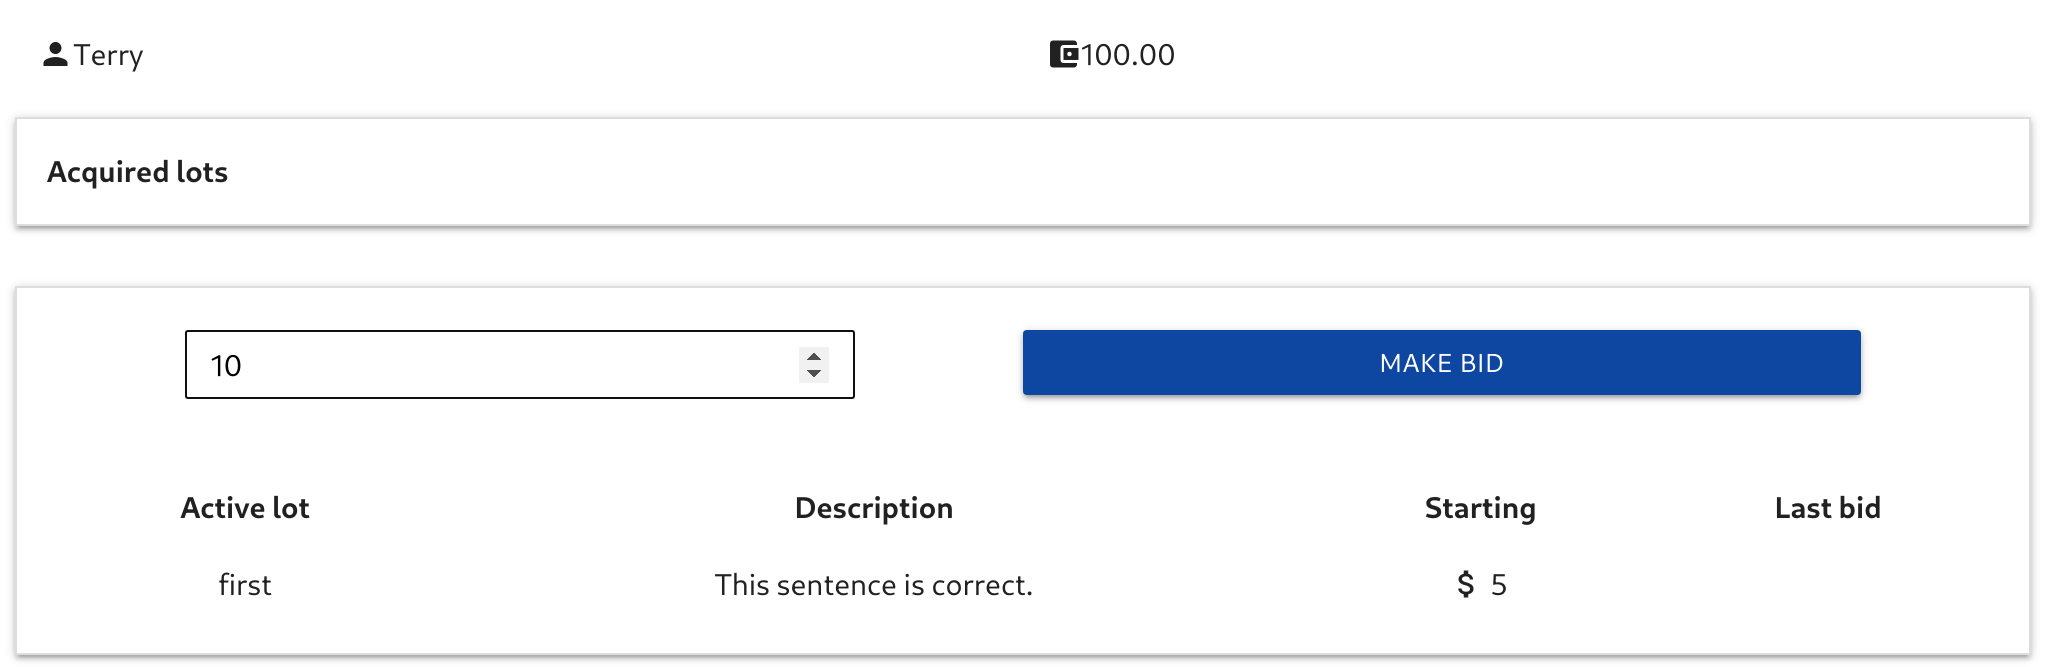 Terry 100.00
Acquired lots
10 MAKE BID
Active lot Description Starting Last bid
first This sentence is correct. $ 5